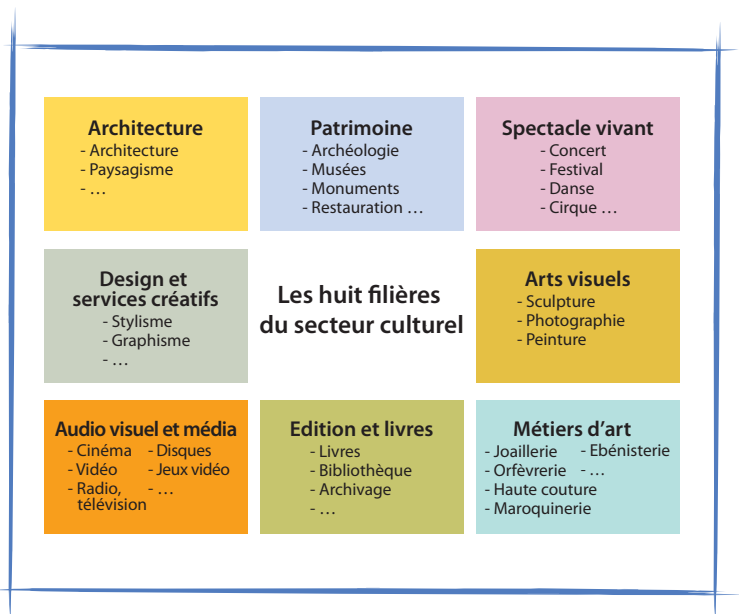 Architecture
- Architecture
- Paysagisme
- …
Patrimoine
- Archéologie
- Musées
- Monuments
- Restauration …
Spectacle vivant
- Concert
- Festival
- Danse
- Cirque …
Design et
services créatifs
- Stylisme
- Graphisme
- …
Les huit filières
du secteur culturel
Arts visuels
- Sculpture
- Photographie
- Peinture
Audio visuel et média
- Cinéma
- Vidéo
- Radio,
télévision
- Disques
- Jeux vidéo
- …
Edition et livres
- Livres
- Bibliothèque
- Archivage
- …
Métiers d'art
- Joaillerie
- Orfèvrerie
- Haute couture
- Maroquinerie
- Ebénisterie
- …